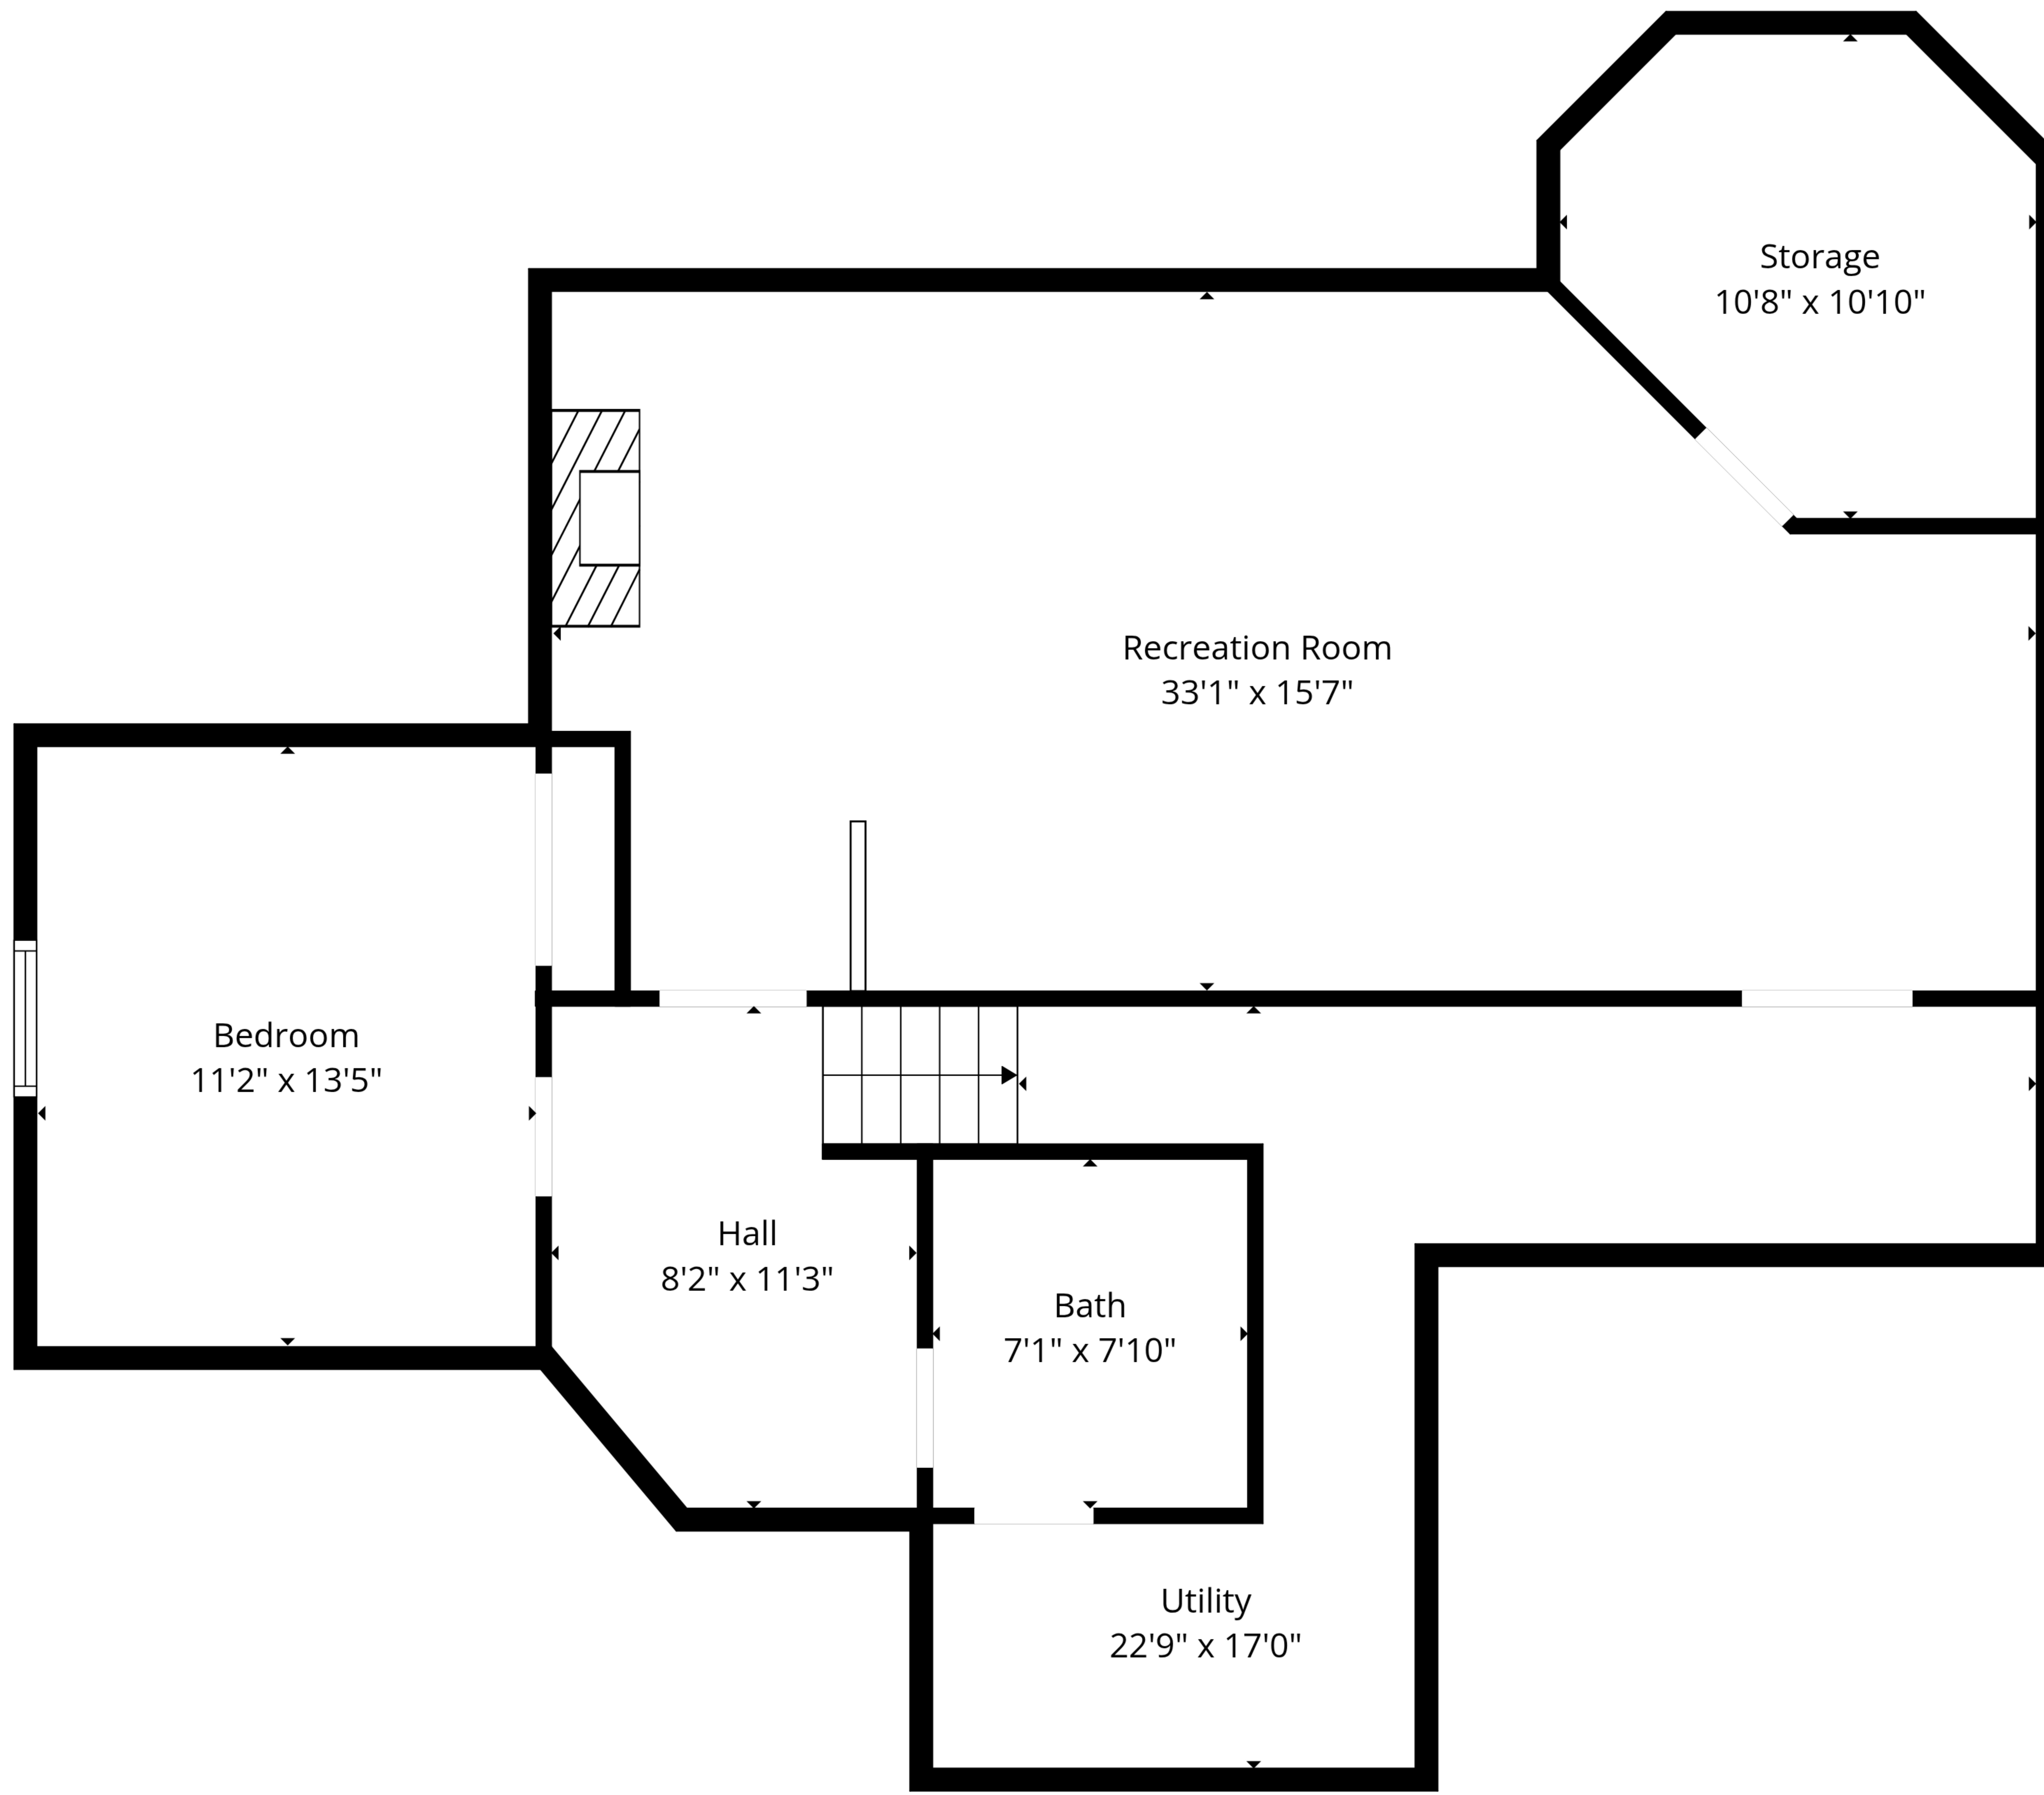 Storage
10'8" x 10'10"
Recreation Room
33'1" x 15'7"
Bedroom
11'2" x 13'5"
Hall
8'2" x 11'3"
Bath
7'1" x 7'10"
Utility
22'9" x 17'0"